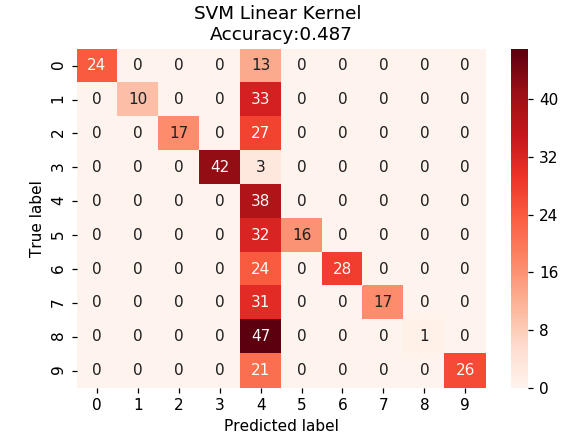 SVM Linear Kernel
Accuracy:0.487
0 24 0 0 0 13 0 0 0 0 0
1 0 10 0 0 33 0 0 0 0 0
2 0 0 17 0 27 0 0 0 0 0
3 0 0 0 42 3 0 0 0 0 0
4 0 0 0 0 38 0 0 0 0 0
5 0 0 0 0 32 16 0 0 0 0
6 0 0 0 0 24 0 28 0 0 0
7 0 0 0 0 31 0 0 17 0 0
8 0 0 0 0 47 0 0 0 1 0
9 0 0 0 0 21 0 0 0 0 26
0 1 2 3 4 5 6 7 8 9
Predicted label
True label
40
32
24
16
8
0